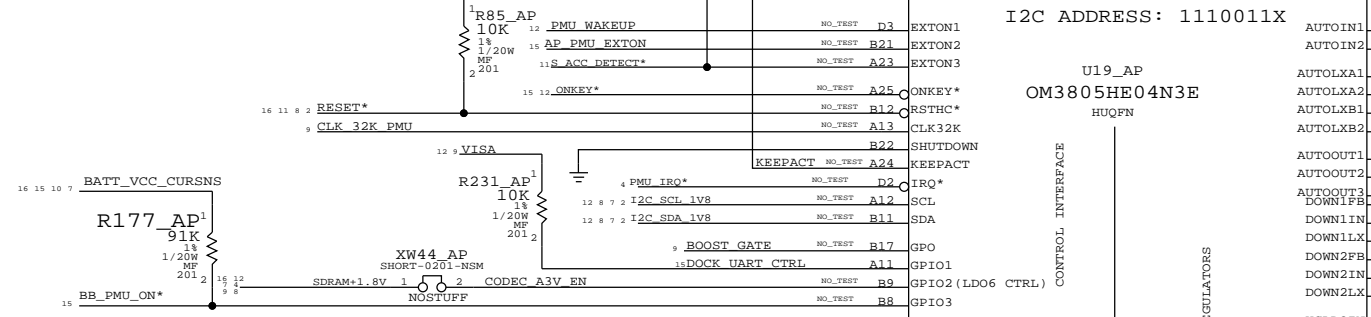 I2C ADDRESS: 1110011X
1
R85_AP
10K
1%
1/20W
MF
2 201
12 PMU_WAKEUP NO_TEST D3 EXTON1
15 AP_PMU_EXTON NO_TEST B21 EXTON2
11 S_ACC_DETECT* NO_TEST A23 EXTON3
15 12 ONKEY* NO_TEST A25 ONKEY*
16 11 8 2 RESET* NO_TEST B12 RSTHC*
9 CLK_32K_PMU NO_TEST A13 CLK32K
B22 SHUTDOWN
KEEPACT NO_TEST A24 KEEPACT
12 9 VISA
R231_AP 1
10K
1%
1/20W
MF
201 2
4 PMU_IRQ* NO_TEST D2 IRQ*
12 8 7 2 I2C_SCL_1V8 NO_TEST A12 SCL
12 8 7 2 I2C_SDA_1V8 NO_TEST B11 SDA
9 BOOST_GATE NO_TEST B17 GPO
15 DOCK_UART_CTRL A11 GPIO1
16 15 10 7 BATT_VCC_CURSNS
R177_AP 1
91K
1%
1/20W
MF
201 2
XW44_AP
SHORT-0201-NSM
16 12
9 8
SDRAM+1.8V 1 2 CODEC_A3V_EN NO_TEST B9 GPIO2(LDO6 CTRL)
NOSTUFF
15 BB_PMU_ON* NO_TEST B8 GPIO3
U19_AP
OM3805HE04N3E
HUQFN
CONTROL INTERFACE
GULATORS
AUTOIN1
AUTOIN2
AUTOLXA1
AUTOLXA2
AUTOLXB1
AUTOLXB2
AUTOOUT1
AUTOOUT2
AUTOOUT3
DOWN1FB
DOWN1IN
DOWN1LX
DOWN2FB
DOWN2IN
DOWN2LX